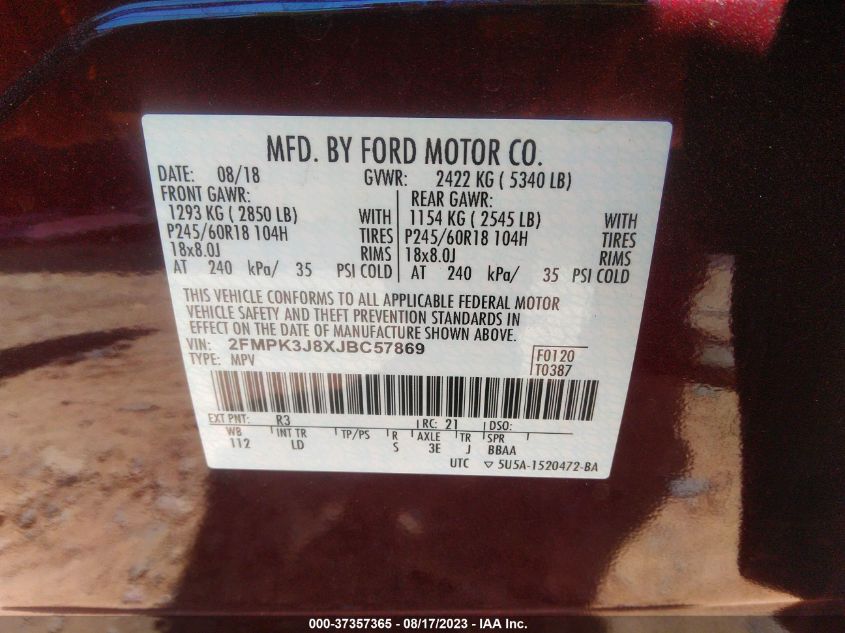 MFD. BY FORD MOTOR CO.
DATE: 08/18 GVWR: 2422 KG ( 5340 LB)
FRONT GAWR: REAR GAWR:
1293 KG ( 2850 LB) WITH 1154 KG ( 2545 LB) WITH
P245/60R18 104H TIRES P245/60R18 104H TIRES
18x8.0J RIMS 18x8.0J RIMS
AT 240 kPa/ 35 PSI COLD AT 240 kPa/ 35 PSI COLD
THIS VEHICLE CONFORMS TO ALL APPLICABLE FEDERAL MOTOR
VEHICLE SAFETY AND THEFT PREVENTION STANDARDS IN
EFFECT ON THE DATE OF MANUFACTURE SHOWN ABOVE.
VIN: 2FMPK3J8XJBC57869
TYPE: MPV
F0120
T0387
EXT PNT: R3 RC: 21 DSO:
WB INT TR TP/PS R AXLE TR SPR
112 LD S 3E J BBAA
UTC ▽ 5U5A-1520472-BA
000-37357365 - 08/17/2023 - IAA Inc.